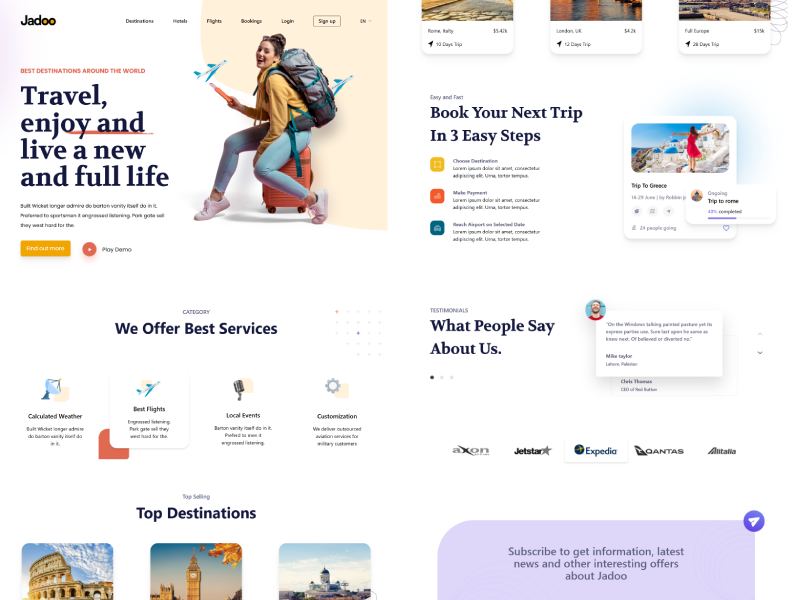 Jadoo
Destinations
Hotels
Flights
Bookings
Login
Sign up
EN
BEST DESTINATIONS AROUND THE WORLD
Travel,
enjoy and
live a new
and full life
Built Wicket longer admire do barton vanity itself do in it.
Preferred to sportsmen it engrossed listening. Park gate sell
they west hard for the.
Find out more
Play Demo
CATEGORY
We Offer Best Services
Calculated Weather
Built Wicket longer admire
do barton vanity itself do
in it.
Best Flights
Engrossed listening.
Park gate sell they
west hard for the.
Local Events
Barton vanity itself do in it.
Preferd to men it
engrossed listening.
Customization
We deliver outsourced
aviation services for
military customers
Top Selling
Top Destinations
Rome, Italty
$5.42k
10 Days Trip
London, UK
$4.2k
12 Days Trip
Full Europe
$15k
28 Days Trip
Easy and Fast
Book Your Next Trip
In 3 Easy Steps
Choose Destination
Lorem ipsum dolor sit amet, consectetur
adipiscing elit. Urna, tortor tempus.
Make Payment
Lorem ipsum dolor sit amet, consectetur
adipiscing elit. Urna, tortor tempus.
Reach Airport on Selected Date
Lorem ipsum dolor sit amet, consectetur
adipiscing elit. Urna, tortor tempus.
Trip To Greece
14-29 June | by Robbin j
24 people going
Ongoing
Trip to rome
40% completed
TESTIMONIALS
What People Say
About Us.
"On the Windows talking painted pasture yet its
express parties use. Sure last upon he same as
knew next. Of believed or diverted no."
Mike taylor
Lahore, Pakistan
Chris Thomas
CEO of Red Button
axon
Jetstar
Expedia
QANTAS
Alitalia
Subscribe to get information, latest
news and other interesting offers
about Jadoo